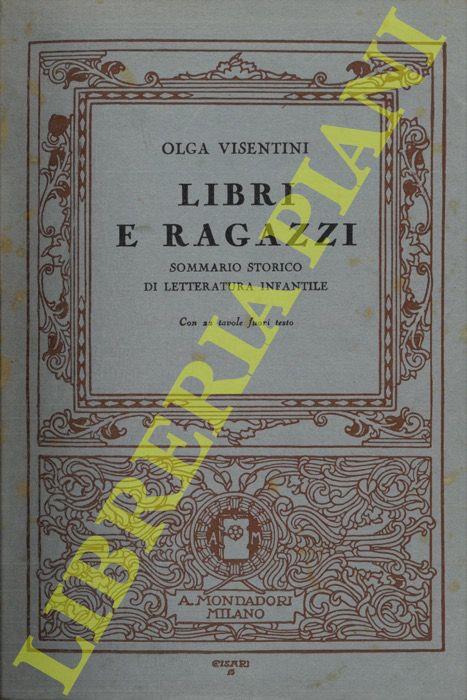 OLGA VISENTINI
LIBRI
E RAGAZZI
SOMMARIO STORICO
DI LETTERATURA INFANTILE
Con tavole fuori testo
A M
A. MONDADORI
MILANO
CISARI
LIBRERIA PIANI